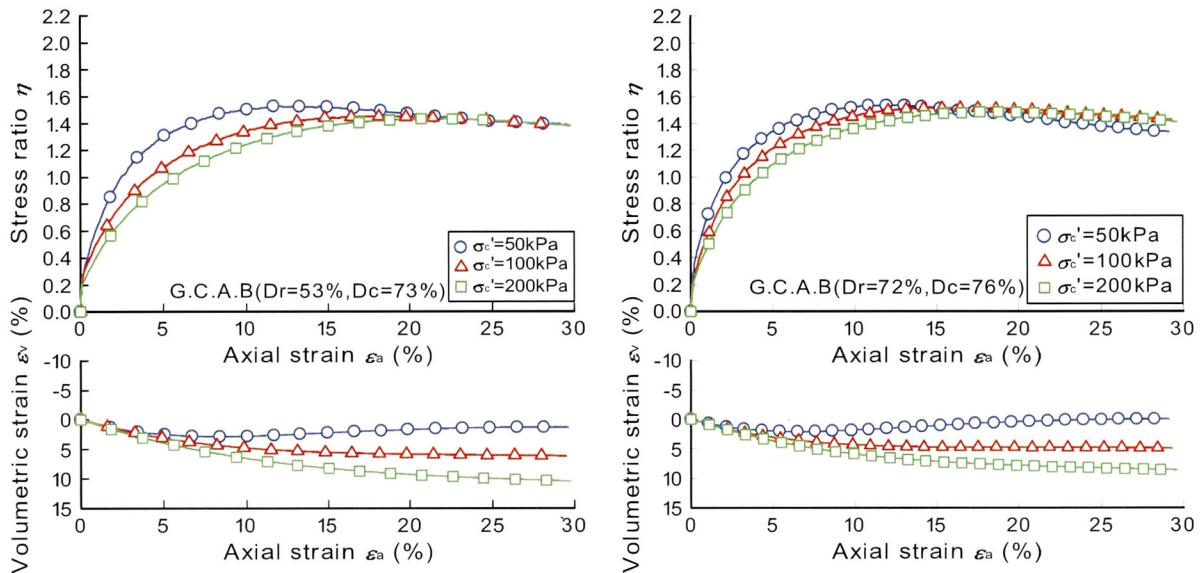 Stress ratio η
2.2
2.0
1.8
1.6
1.4
1.2
1.0
0.8
0.6
0.4
0.2
0.0
σc'=50kPa
σc'=100kPa
σc'=200kPa
G.C.A.B(Dr=53%,Dc=73%)
0 5 10 15 20 25 30
Axial strain εa (%)
Volumetric strain εv (%)
-10
-5
0
5
10
15
0 5 10 15 20 25 30
Axial strain εa (%)
Stress ratio η
2.2
2.0
1.8
1.6
1.4
1.2
1.0
0.8
0.6
0.4
0.2
0.0
σc'=50kPa
σc'=100kPa
σc'=200kPa
G.C.A.B(Dr=72%,Dc=76%)
0 5 10 15 20 25 30
Axial strain εa (%)
Volumetric strain εv (%)
-10
-5
0
5
10
15
0 5 10 15 20 25 30
Axial strain εa (%)